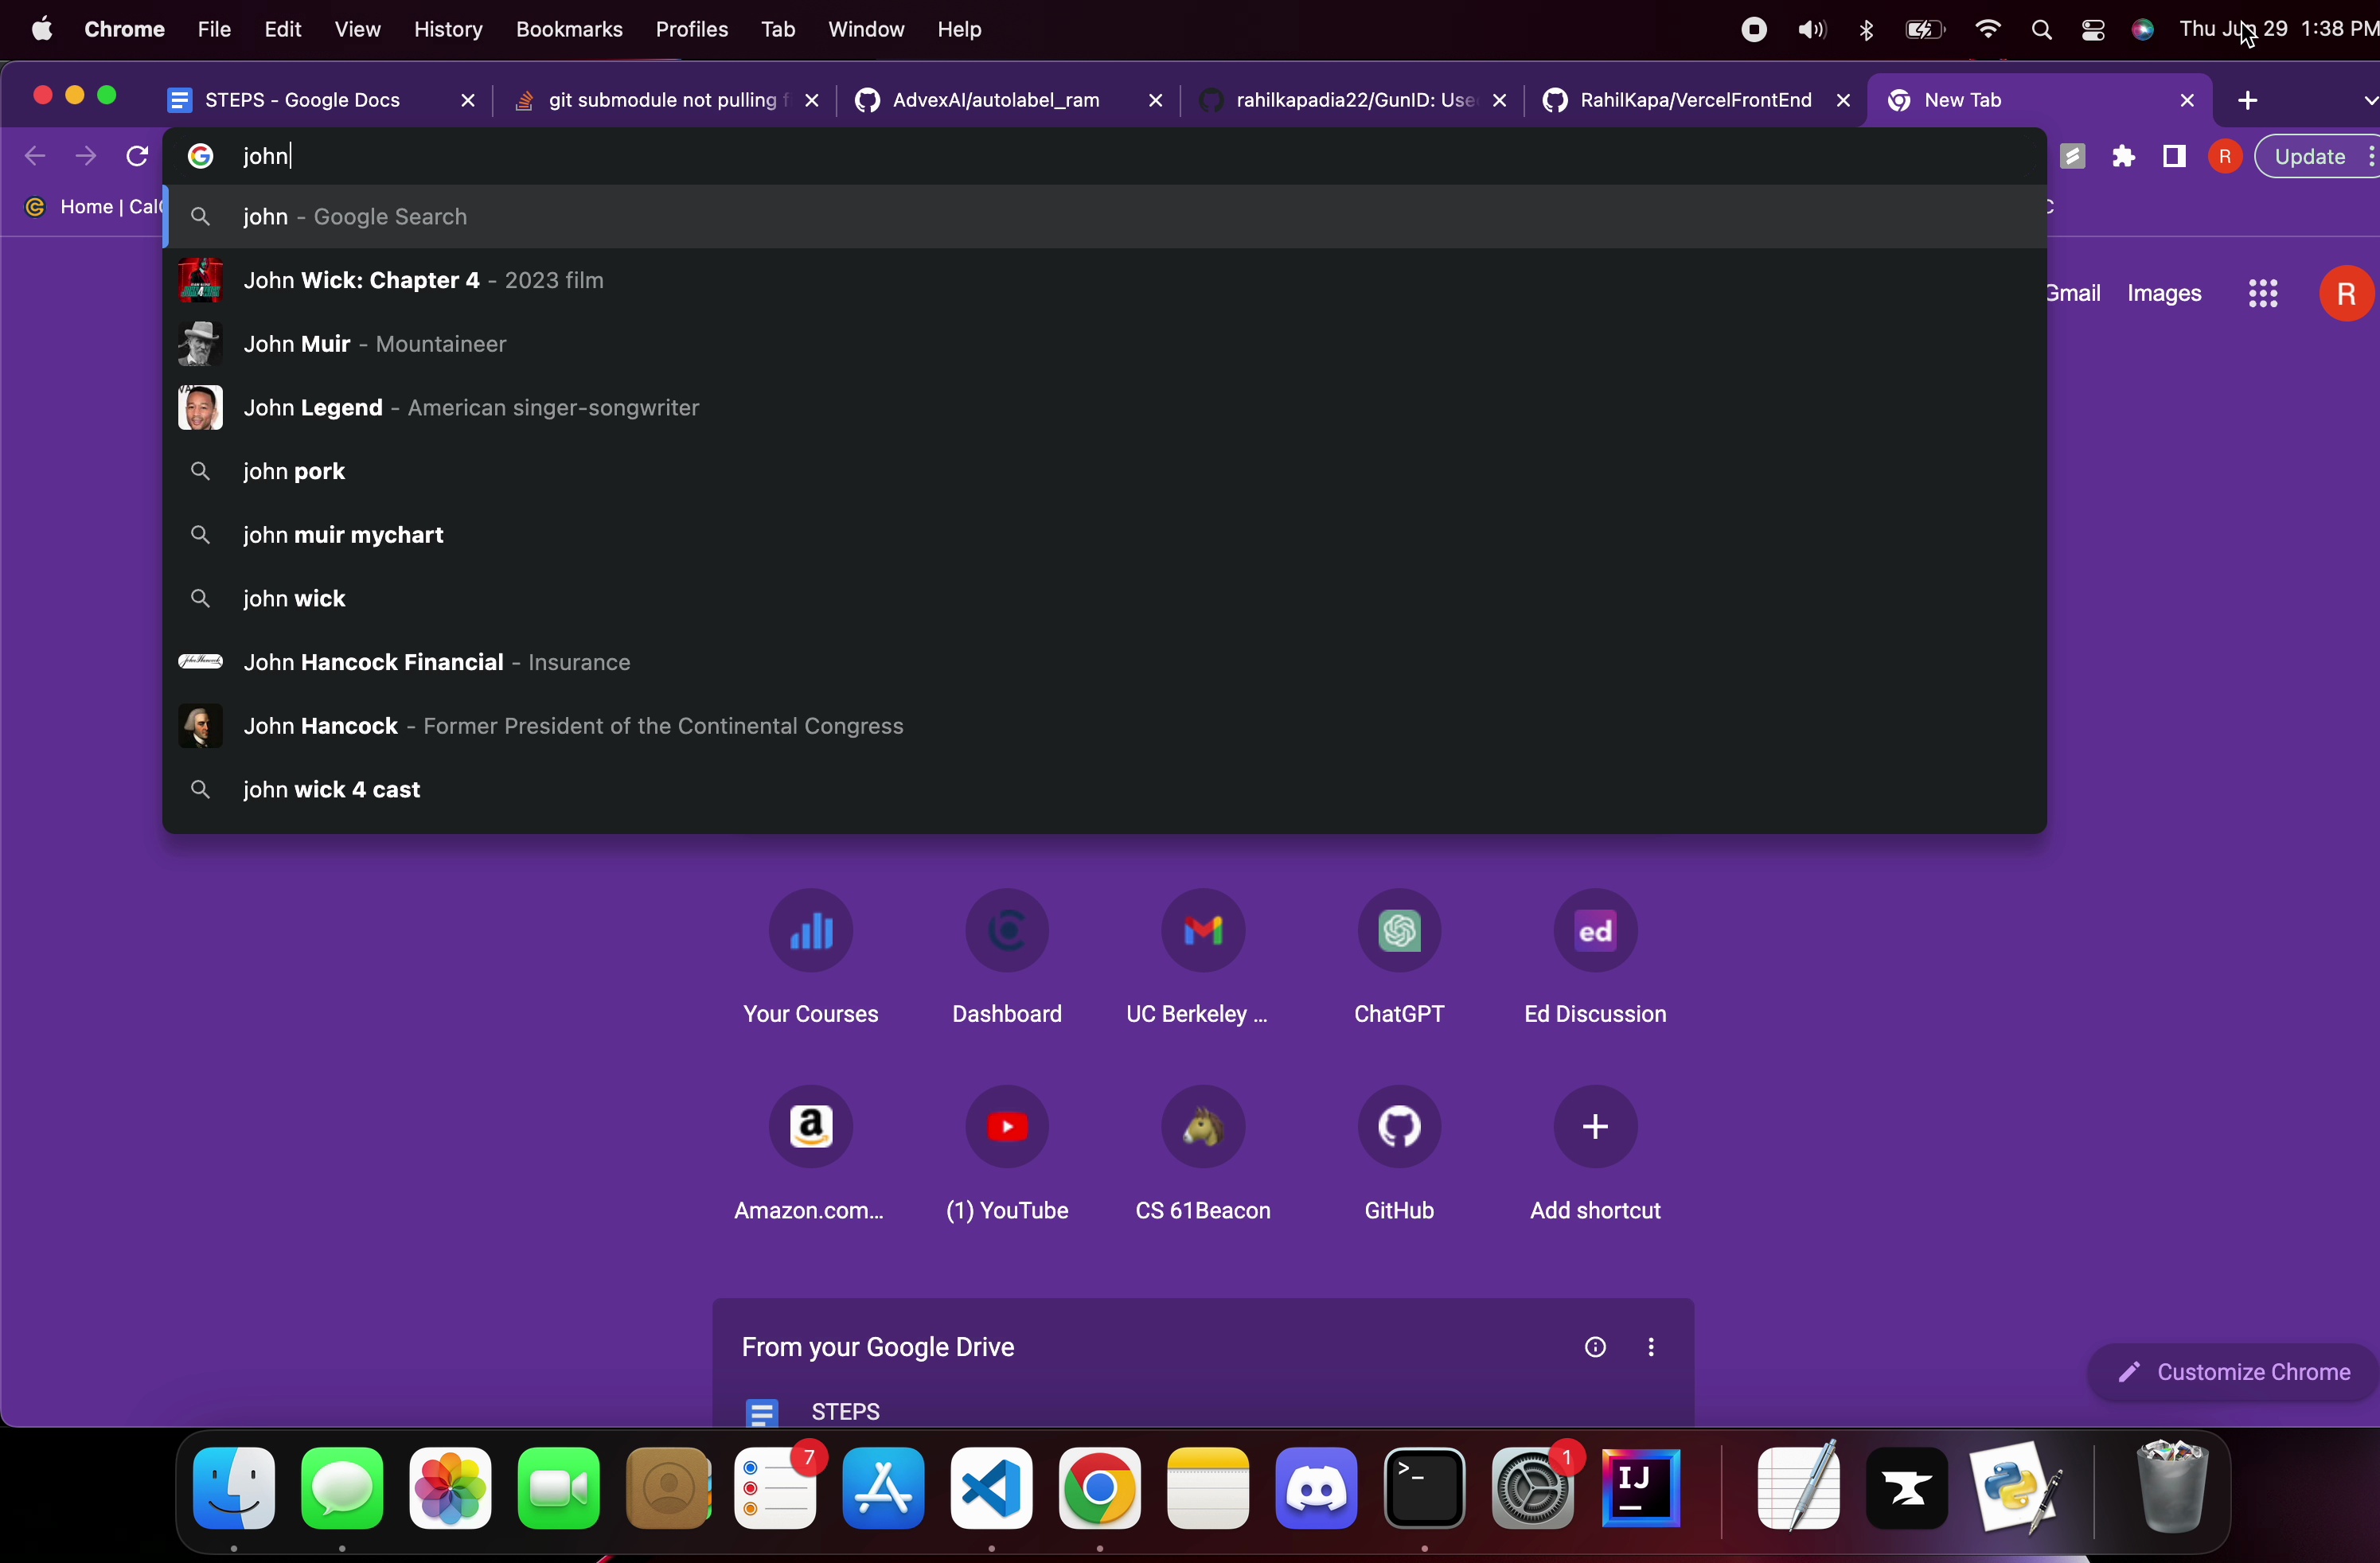 Chrome File Edit View History Bookmarks Profiles Tab Window Help Thu Jun 29 1:38 PM
STEPS - Google Docs git submodule not pulling f AdvexAI/autolabel_ram rahilkapadia22/GunID: Use RahilKapa/VercelFrontEnd New Tab
john R Update
Home | Cal
john - Google Search
John Wick: Chapter 4 - 2023 film
Gmail Images R
John Muir - Mountaineer
John Legend - American singer-songwriter
john pork
john muir mychart
john wick
John Hancock Financial - Insurance
John Hancock - Former President of the Continental Congress
john wick 4 cast
ed
Your Courses Dashboard UC Berkeley ... ChatGPT Ed Discussion
Amazon.com... (1) YouTube CS 61Beacon GitHub Add shortcut
From your Google Drive
Customize Chrome
STEPS
7 1
IJ